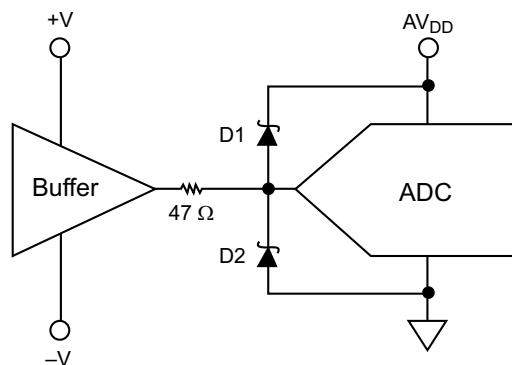 +V
AVDD
D1
Buffer
47 Ω
ADC
D2
–V